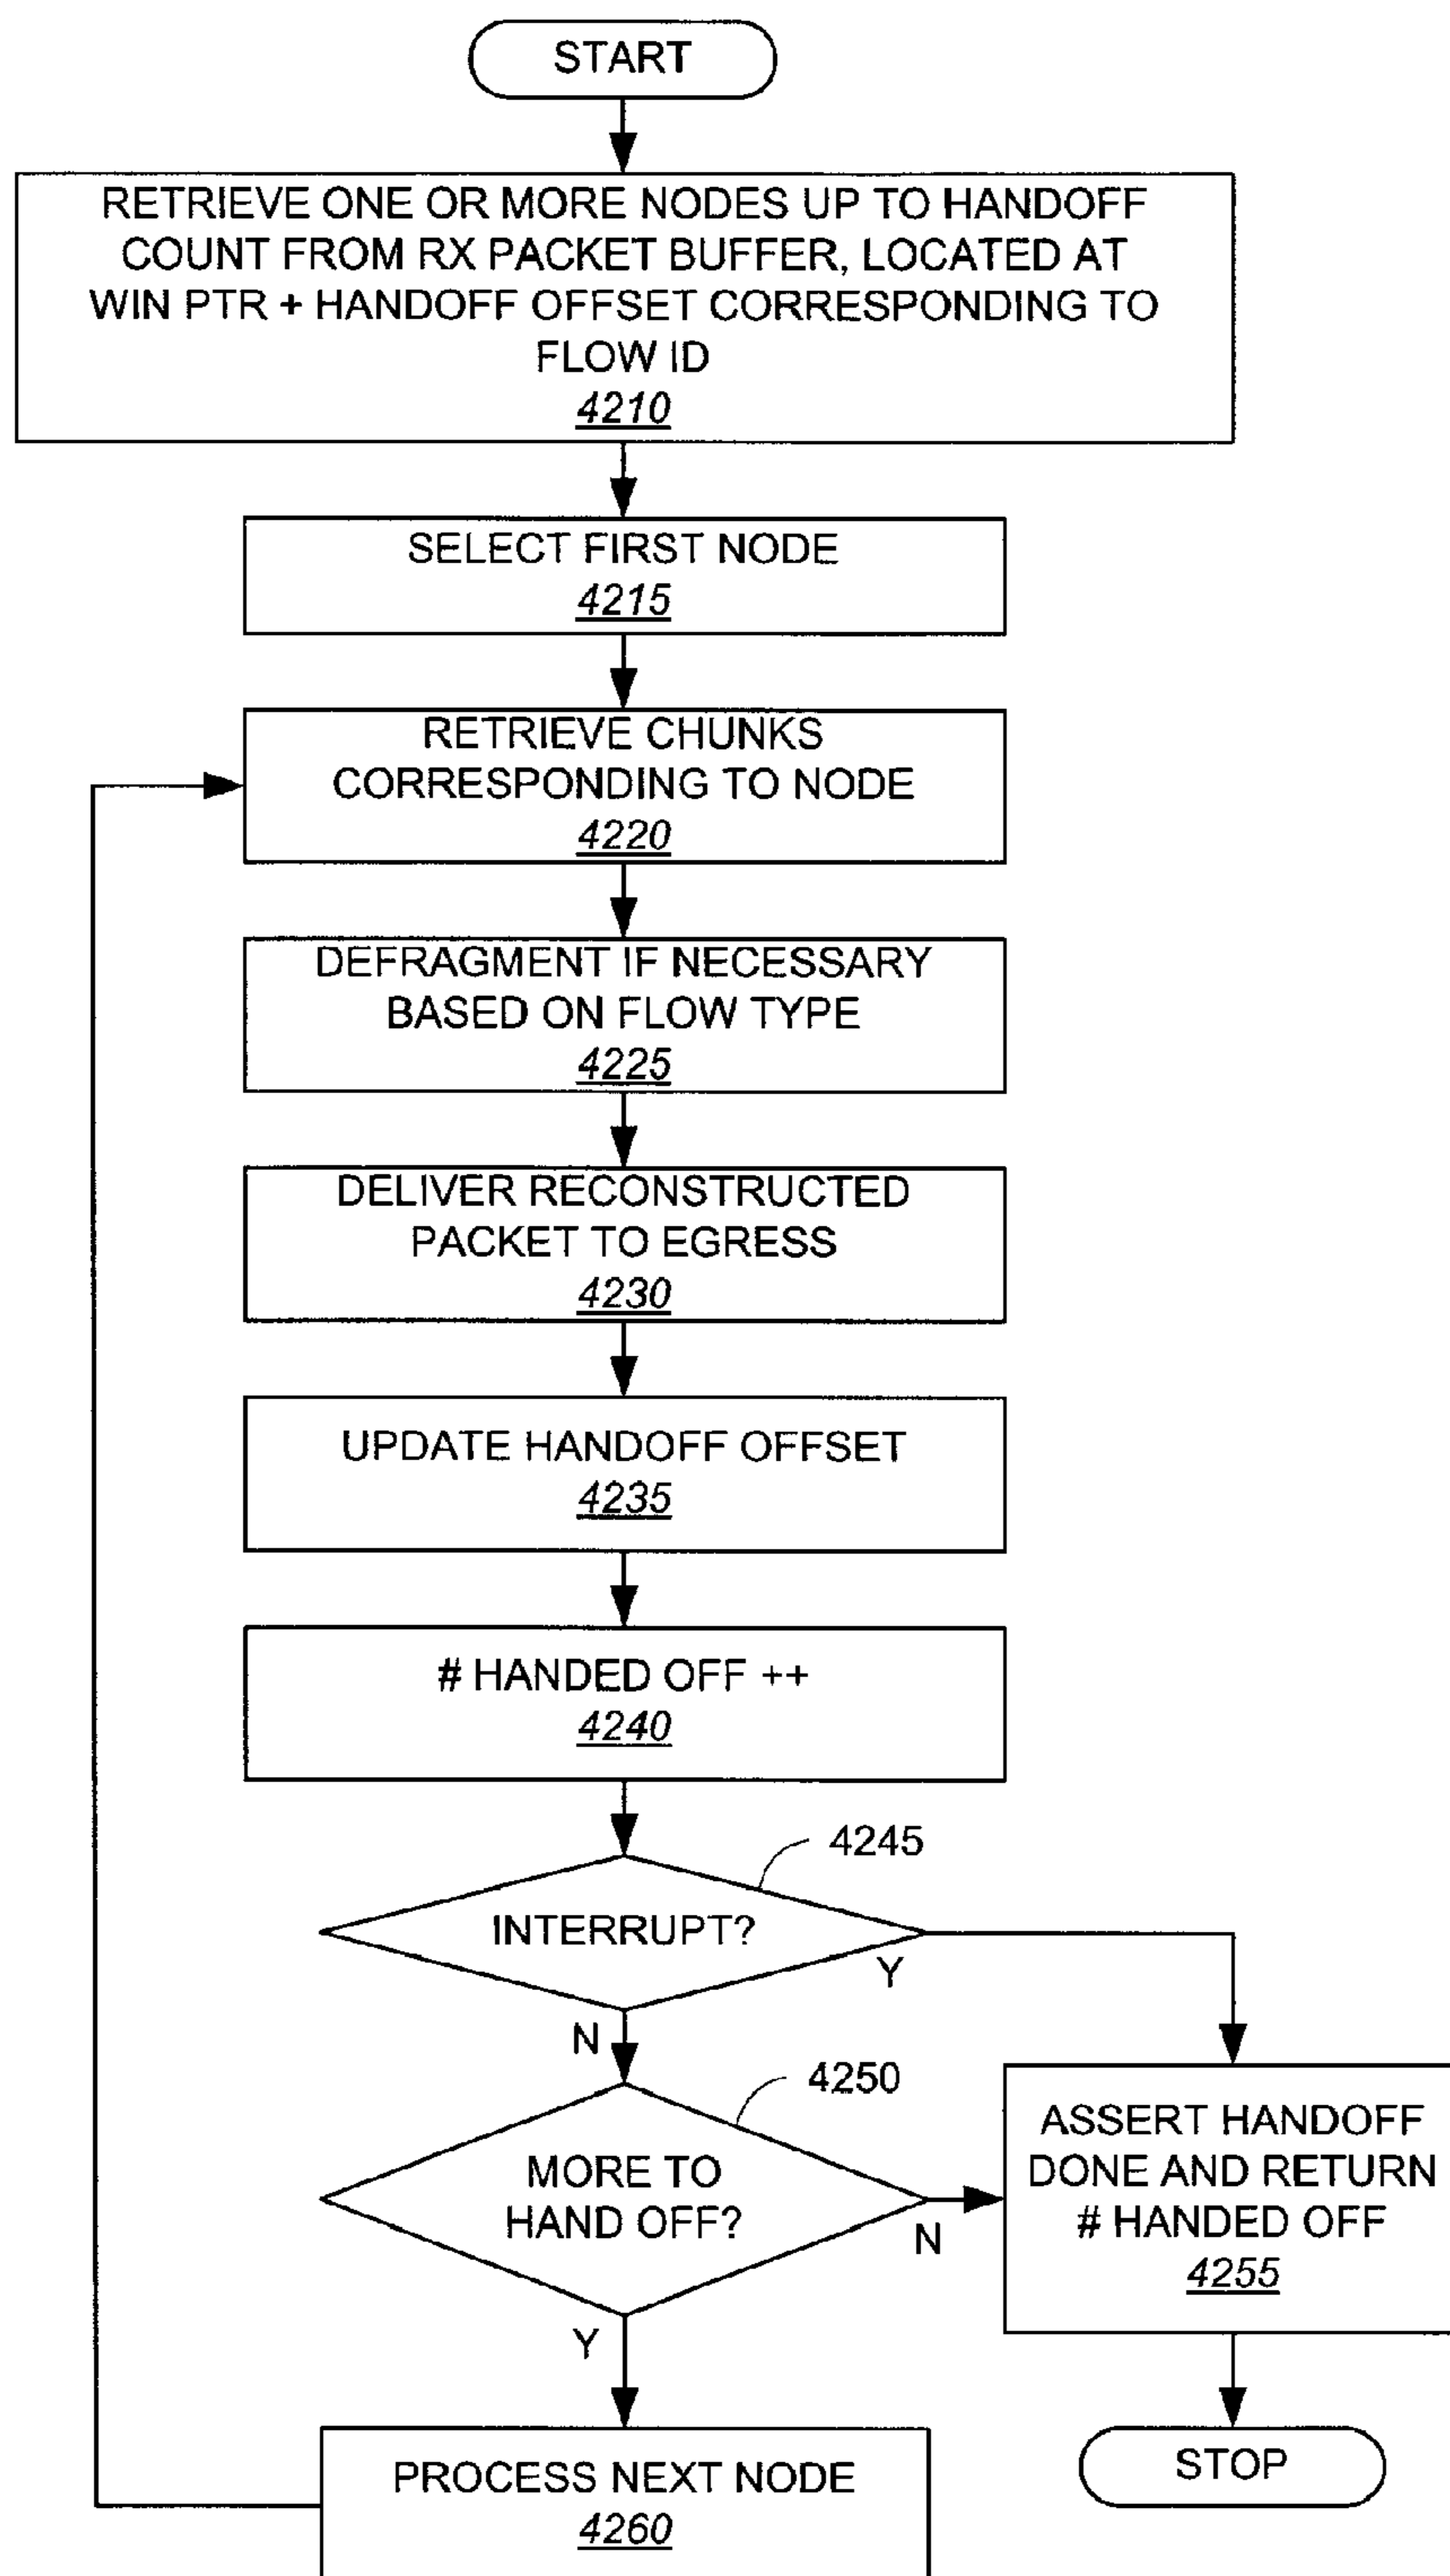 START
RETRIEVE ONE OR MORE NODES UP TO HANDOFF
COUNT FROM RX PACKET BUFFER, LOCATED AT
WIN PTR + HANDOFF OFFSET CORRESPONDING TO
FLOW ID
4210
SELECT FIRST NODE
4215
RETRIEVE CHUNKS
CORRESPONDING TO NODE
4220
DEFRAGMENT IF NECESSARY
BASED ON FLOW TYPE
4225
DELIVER RECONSTRUCTED
PACKET TO EGRESS
4230
UPDATE HANDOFF OFFSET
4235
# HANDED OFF ++
4240
4245
INTERRUPT?
Y
N
4250
MORE TO
HAND OFF?
N
Y
ASSERT HANDOFF
DONE AND RETURN
# HANDED OFF
4255
PROCESS NEXT NODE
4260
STOP